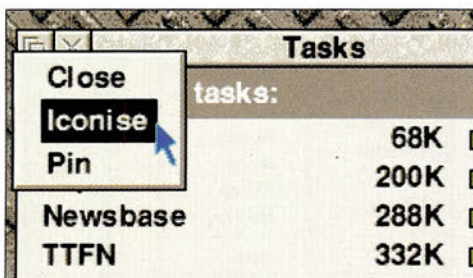 Tasks
Close
tasks:
Iconise
68K
Pin
200K
Newsbase 288K
TTFN 332K